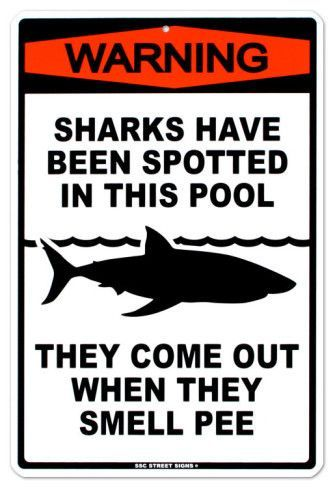 WARNING
SHARKS HAVE
BEEN SPOTTED
IN THIS POOL
THEY COME OUT
WHEN THEY
SMELL PEE
SSC STREET SIGNS ®